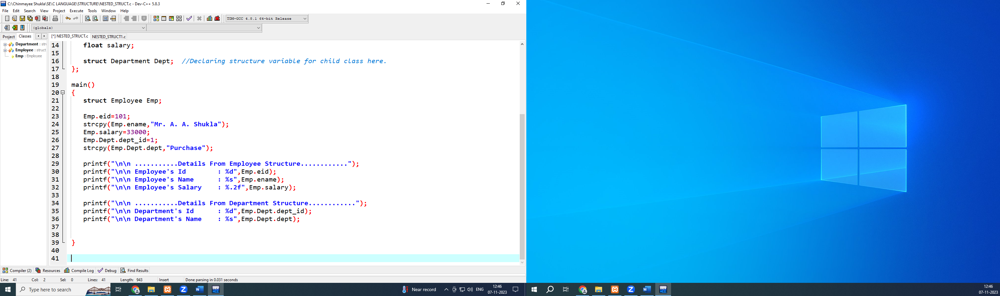 C:\Chinmayee Shukla\SE\C LANGUAGE\STRUCTURE\NESTED_STRUCT.c - Dev-C++ 5.8.3
File Edit Search View Project Execute Tools Window Help
TDM-GCC 4.8.1 64-bit Release
(globals)
Project Classes [*] NESTED_STRUCT.c NESTED_STRUCT1.c
Department : stru
Employee : struct
Emp : Employee
14 float salary;
15
16 struct Department Dept; //Declaring structure variable for child class here.
17 };
18
19 main()
20 {
21 struct Employee Emp;
22
23 Emp.eid=101;
24 strcpy(Emp.ename,"Mr. A. A. Shukla");
25 Emp.salary=33000;
26 Emp.Dept.dept_id=1;
27 strcpy(Emp.Dept.dept,"Purchase");
28
29 printf("\n\n ...........Details From Employee Structure............");
30 printf("\n\n Employee's Id        : %d",Emp.eid);
31 printf("\n\n Employee's Name      : %s",Emp.ename);
32 printf("\n\n Employee's Salary    : %.2f",Emp.salary);
33
34 printf("\n\n ...........Details From Department Structure............");
35 printf("\n\n Department's Id      : %d",Emp.Dept.dept_id);
36 printf("\n\n Department's Name    : %s",Emp.Dept.dept);
37
38
39 }
40
41
Compiler (2) Resources Compile Log Debug Find Results
Line: 41 Col: 2 Sel: 0 Lines: 41 Length: 943 Insert Done parsing in 0.031 seconds
Type here to search
DEV
Near record
ENG
12:46
07-11-2023
DEV
12:46
07-11-2023